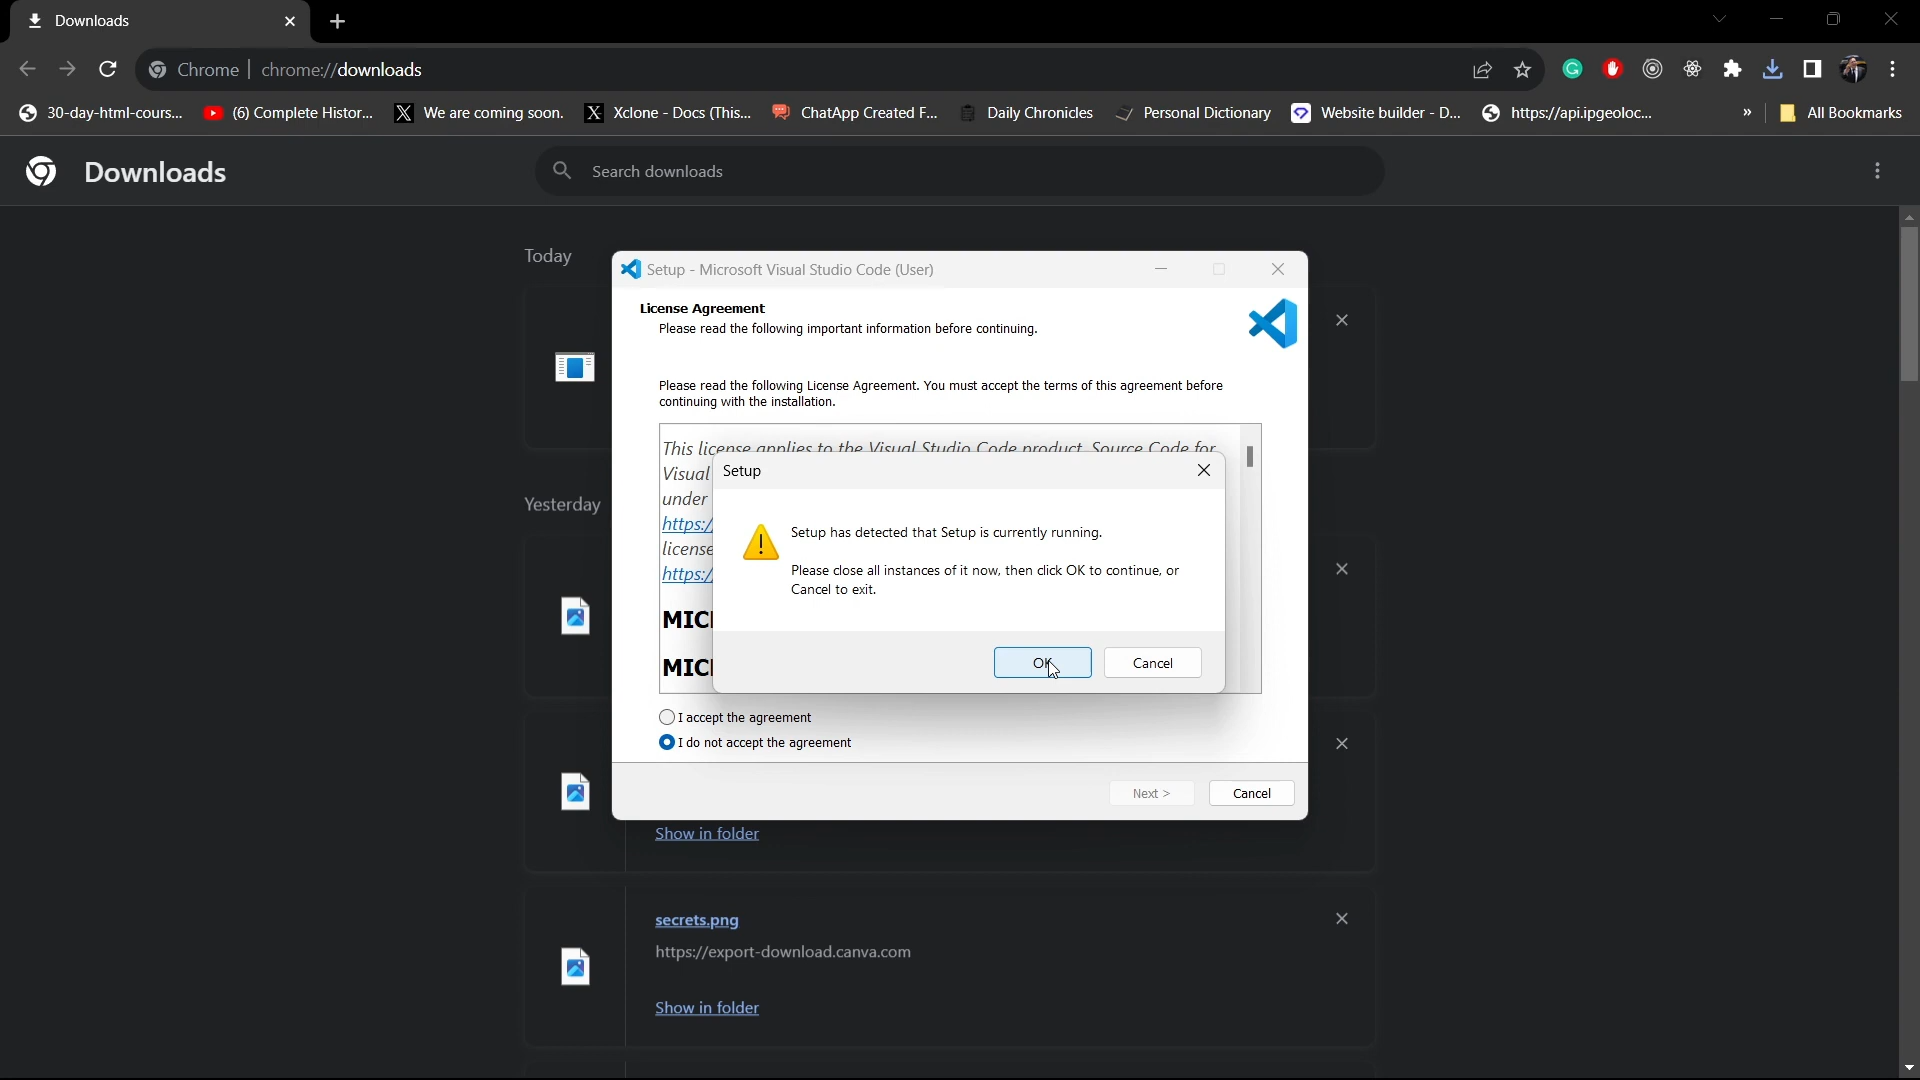 Downloads
Chrome
chrome://downloads
30-day-html-cours...
(6) Complete Histor...
We are coming soon.
Xclone - Docs (This...
ChatApp Created F...
Daily Chronicles
Personal Dictionary
Website builder - D...
https://api.ipgeoloc...
»
All Bookmarks
Downloads
Search downloads
Today
Setup - Microsoft Visual Studio Code (User)
License Agreement
Please read the following important information before continuing.
Please read the following License Agreement. You must accept the terms of this agreement before
continuing with the installation.
This license applies to the Visual Studio Code product. Source Code for
Visual
under
https:/
license
https:/
MIC
MIC
Setup
Setup has detected that Setup is currently running.
Please close all instances of it now, then click OK to continue, or
Cancel to exit.
OK
Cancel
I accept the agreement
I do not accept the agreement
Next >
Cancel
Yesterday
Show in folder
secrets.png
https://export-download.canva.com
Show in folder